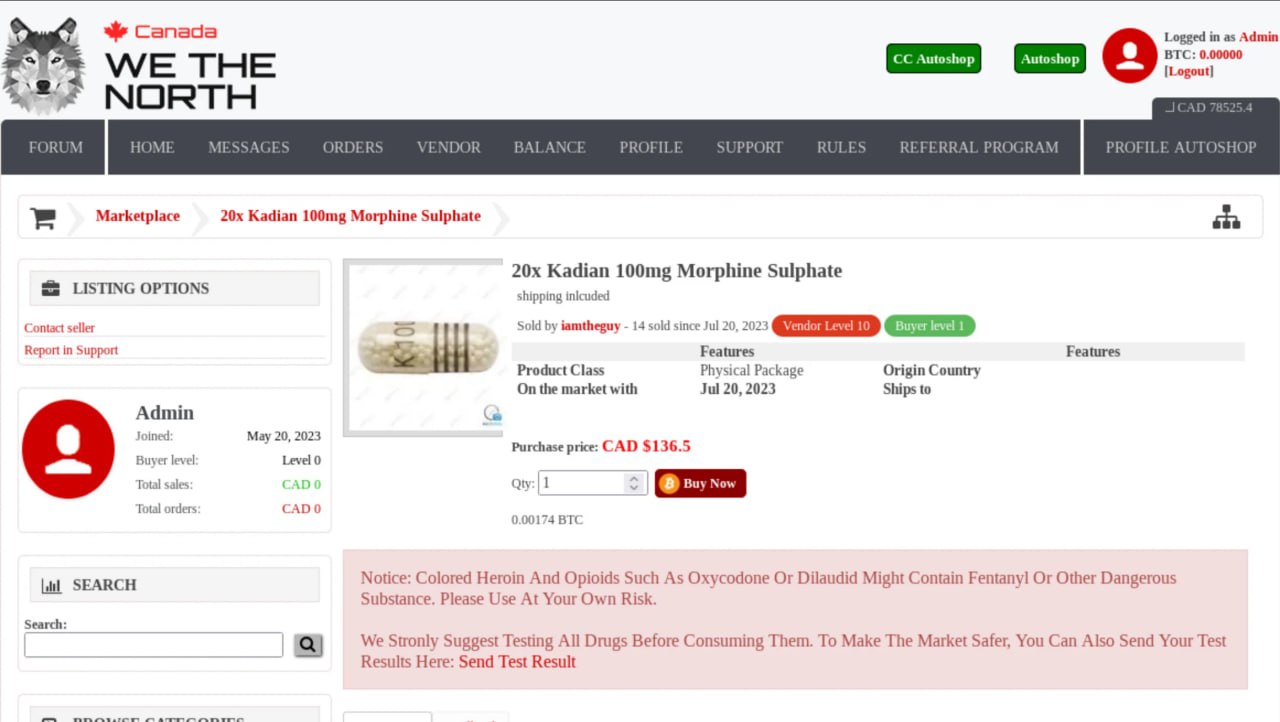 Canada
WE THE
NORTH
CC Autoshop
Autoshop
Logged in as Admin
BTC: 0.00000
[Logout]
CAD 78525.4
FORUM
HOME MESSAGES ORDERS VENDOR BALANCE PROFILE SUPPORT RULES REFERRAL PROGRAM
PROFILE AUTOSHOP
Marketplace
20x Kadian 100mg Morphine Sulphate
LISTING OPTIONS
Contact seller
Report in Support
Admin
Joined: May 20, 2023
Buyer level: Level 0
Total sales: CAD 0
Total orders: CAD 0
SEARCH
Search:
BROWSE CATEGORIES
K100
20x Kadian 100mg Morphine Sulphate
shipping inlcuded
Sold by iamtheguy - 14 sold since Jul 20, 2023 Vendor Level 10 Buyer level 1
Features Features
Product Class Physical Package Origin Country
On the market with Jul 20, 2023 Ships to
Purchase price: CAD $136.5
Qty: 1 Buy Now
0.00174 BTC
Notice: Colored Heroin And Opioids Such As Oxycodone Or Dilaudid Might Contain Fentanyl Or Other Dangerous
Substance. Please Use At Your Own Risk.
We Stronly Suggest Testing All Drugs Before Consuming Them. To Make The Market Safer, You Can Also Send Your Test
Results Here: Send Test Result